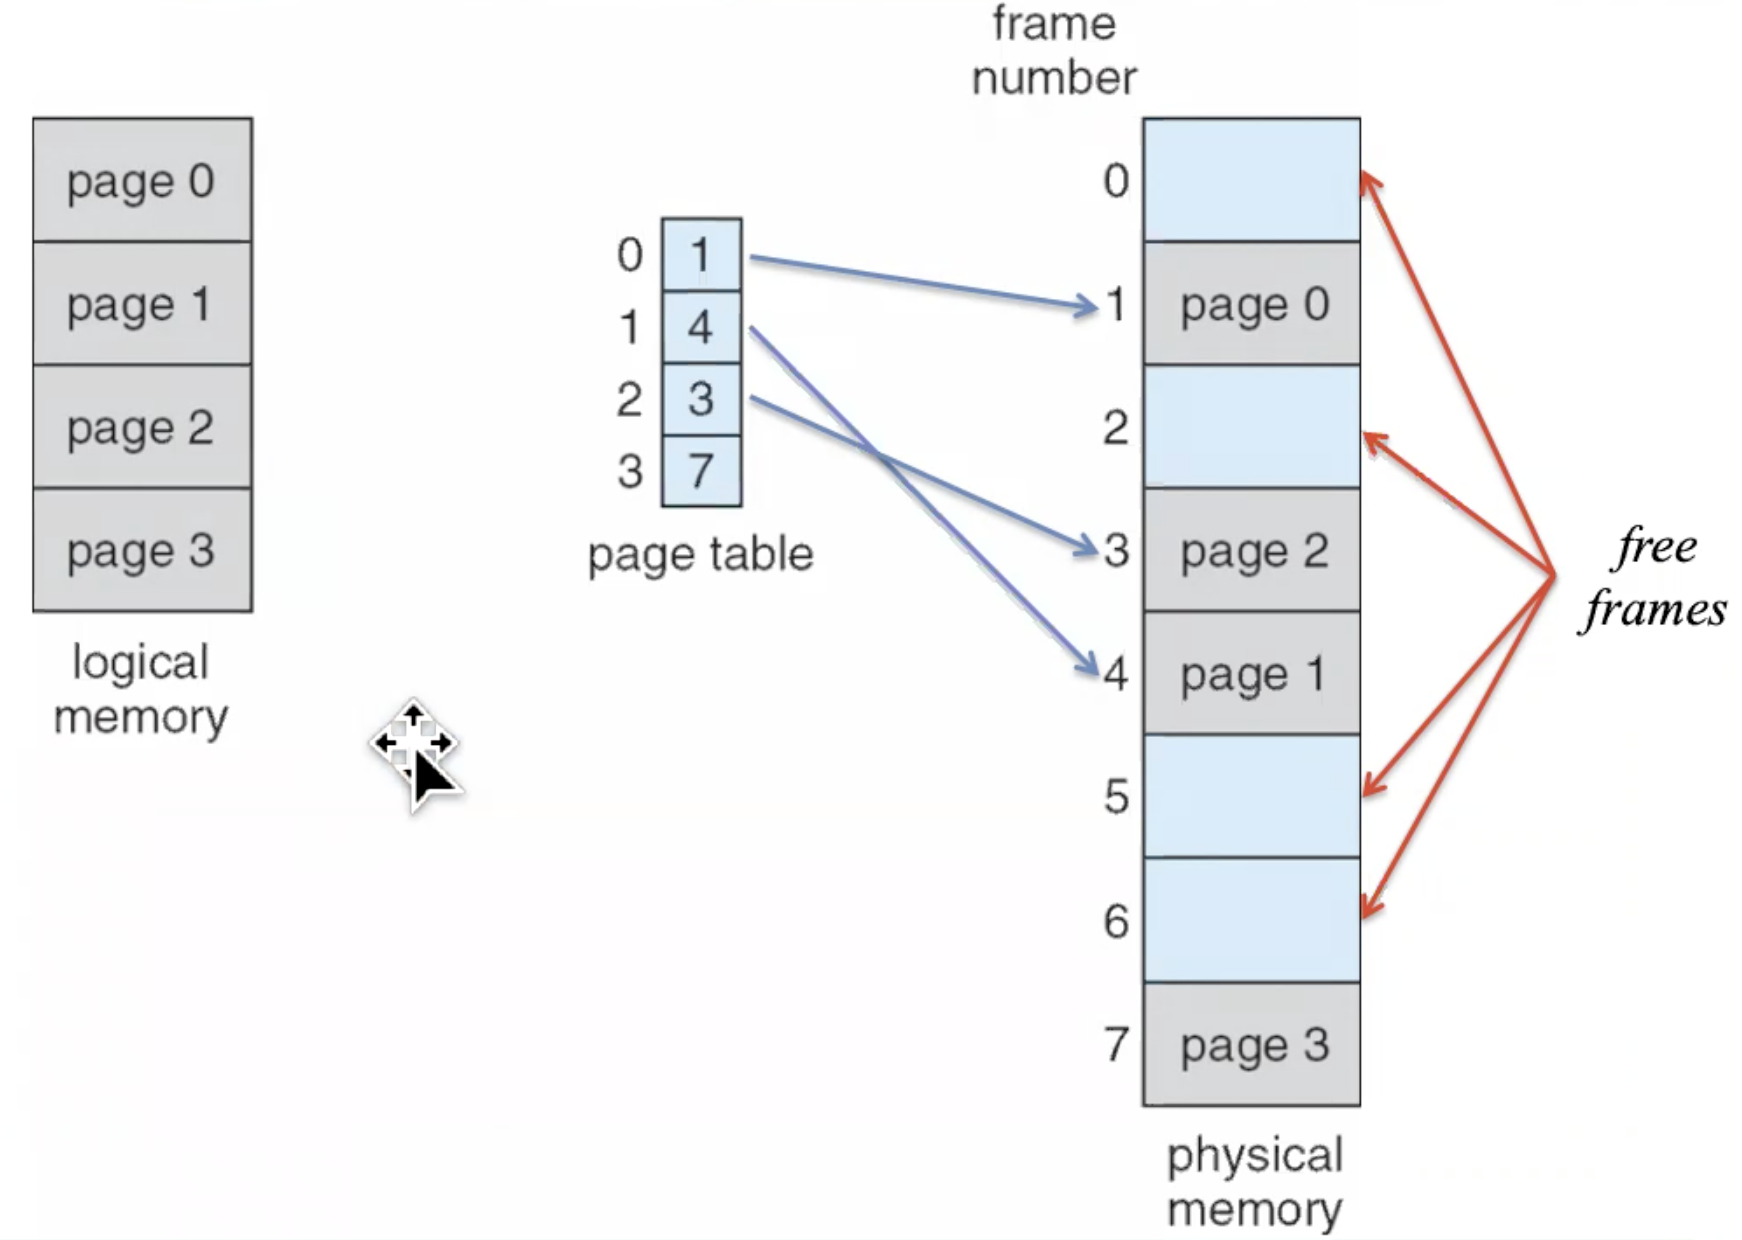 frame
number
page 0
page 1
page 2
page 3
logical
memory
0 1
1 4
2 3
3 7
page table
0
1 page 0
2
3 page 2
4 page 1
5
6
7 page 3
physical
memory
free
frames